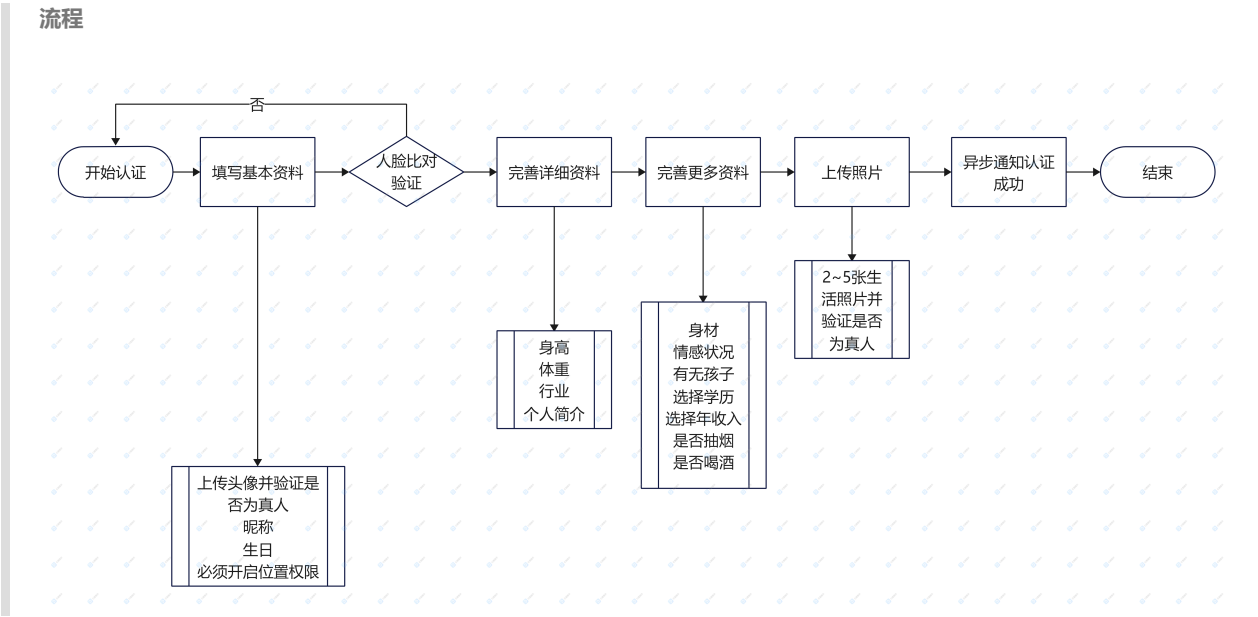 流程
否
开始认证
填写基本资料
人脸比对
验证
完善详细资料
完善更多资料
上传照片
异步通知认证
成功
结束
2~5张生
活照片并
验证是否
为真人
身高
体重
行业
个人简介
身材
情感状况
有无孩子
选择学历
选择年收入
是否抽烟
是否喝酒
上传头像并验证是
否为真人
昵称
生日
必须开启位置权限